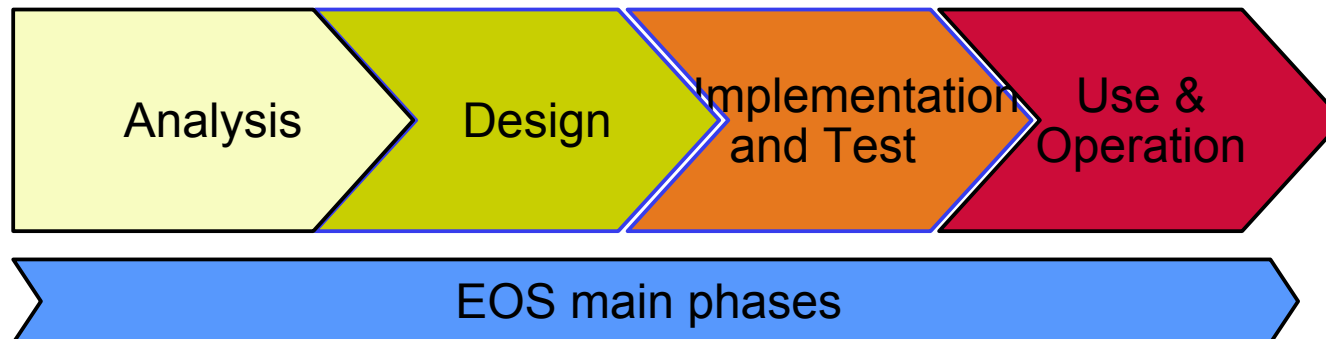 Analysis
Design
Implementation
and Test
Use &
Operation
EOS main phases